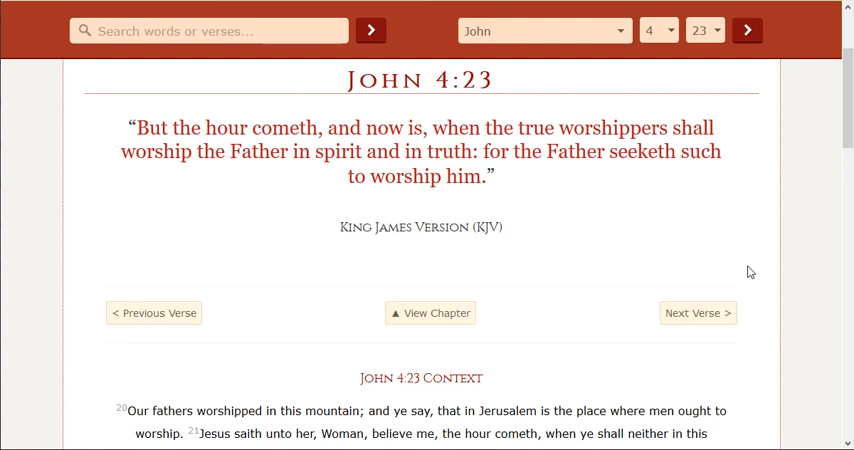 Search words or verses...
John 4 23
JOHN 4:23
“But the hour cometh, and now is, when the true worshippers shall
worship the Father in spirit and in truth: for the Father seeketh such
to worship him.”
KING JAMES VERSION (KJV)
< Previous Verse ▲ View Chapter Next Verse >
JOHN 4:23 CONTEXT
20Our fathers worshipped in this mountain; and ye say, that in Jerusalem is the place where men ought to
worship. 21Jesus saith unto her, Woman, believe me, the hour cometh, when ye shall neither in this